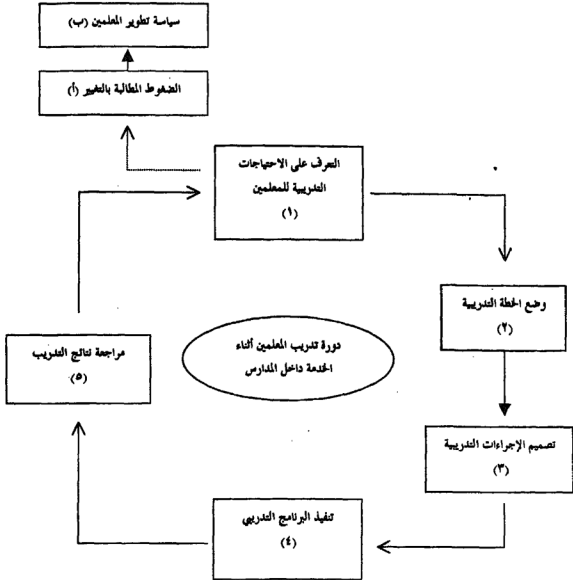 سياسة تطوير المعلمين (ب)
الضغوط المطالبة بالتغيير (أ)
التعرف على الاحتياجات
التدريبية للمعلمين
(١)
وضع الخطة التدريبية
(٢)
دورة تدريب المعلمين أثناء
الخدمة داخل المدارس
مراجعة نتائج التدريب
(٥)
تصميم الإجراءات التدريبية
(٣)
تنفيذ البرنامج التدريبي
(٤)